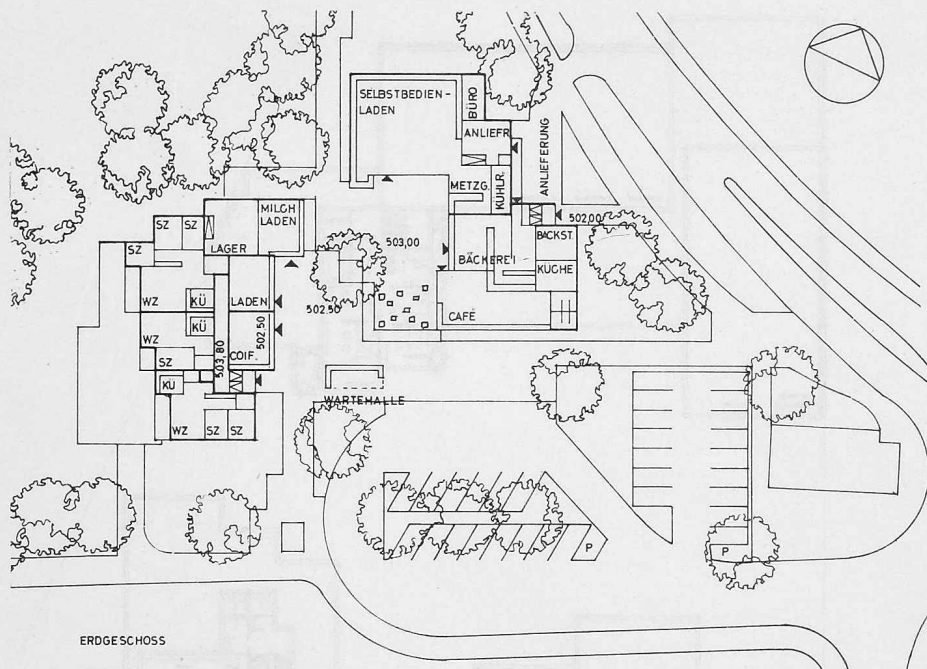 SELBSTBEDIEN-
LADEN
BÜRO
ANLIEFR.
ANLIEFERUNG
METZG.
KÜHLR.
502,00
BACKST.
BÄCKEREI
KÜCHE
CAFÉ
503,00
MILCH
LADEN
LAGER
SZ
SZ
SZ
WZ
KÜ
LADEN
502.50
502.50
KÜ
WZ
SZ
COIF.
503,80
KÜ
WZ
SZ
SZ
WARTEHALLE
P
P
ERDGESCHOSS